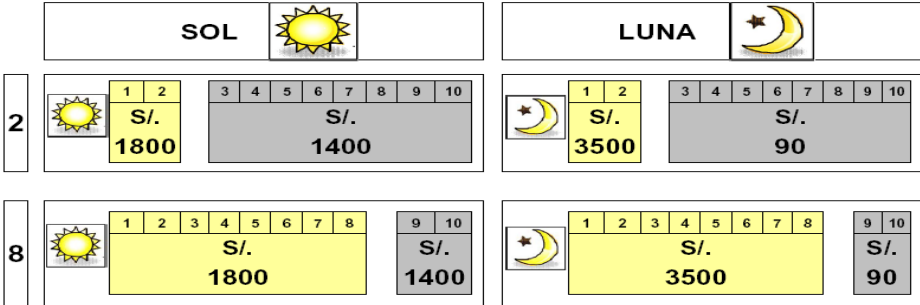 SOL LUNA
1 2 3 4 5 6 7 8 9 10 1 2 3 4 5 6 7 8 9 10
2 S/. S/. S/. S/.
1800 1400 3500 90
1 2 3 4 5 6 7 8 9 10 1 2 3 4 5 6 7 8 9 10
8 S/. S/. S/. S/.
1800 1400 3500 90